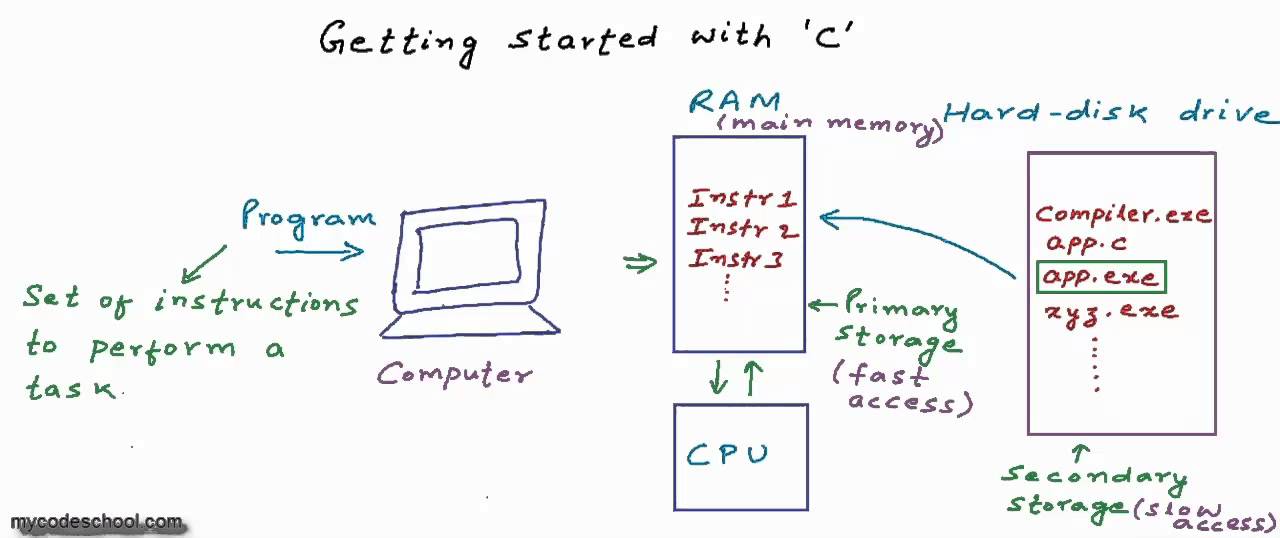 Getting started with 'C'
RAM
(main memory)
Hard-disk drive
Program
Set of instructions
to perform a
task.
Computer
Instr 1
Instr 2
Instr 3
Primary
storage
(fast
access)
CPU
compiler.exe
app.c
app.exe
xyz.exe
Secondary
storage (slow
access)
mycodeschool.com